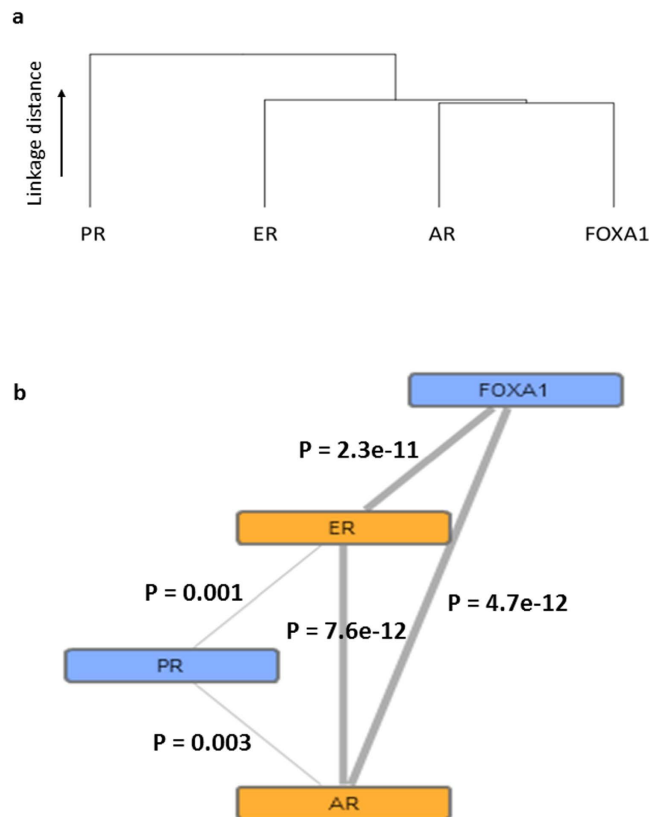 a
Linkage distance
PR
ER
AR
FOXA1
b
FOXA1
P = 2.3e-11
ER
P = 0.001
P = 4.7e-12
P = 7.6e-12
PR
P = 0.003
AR